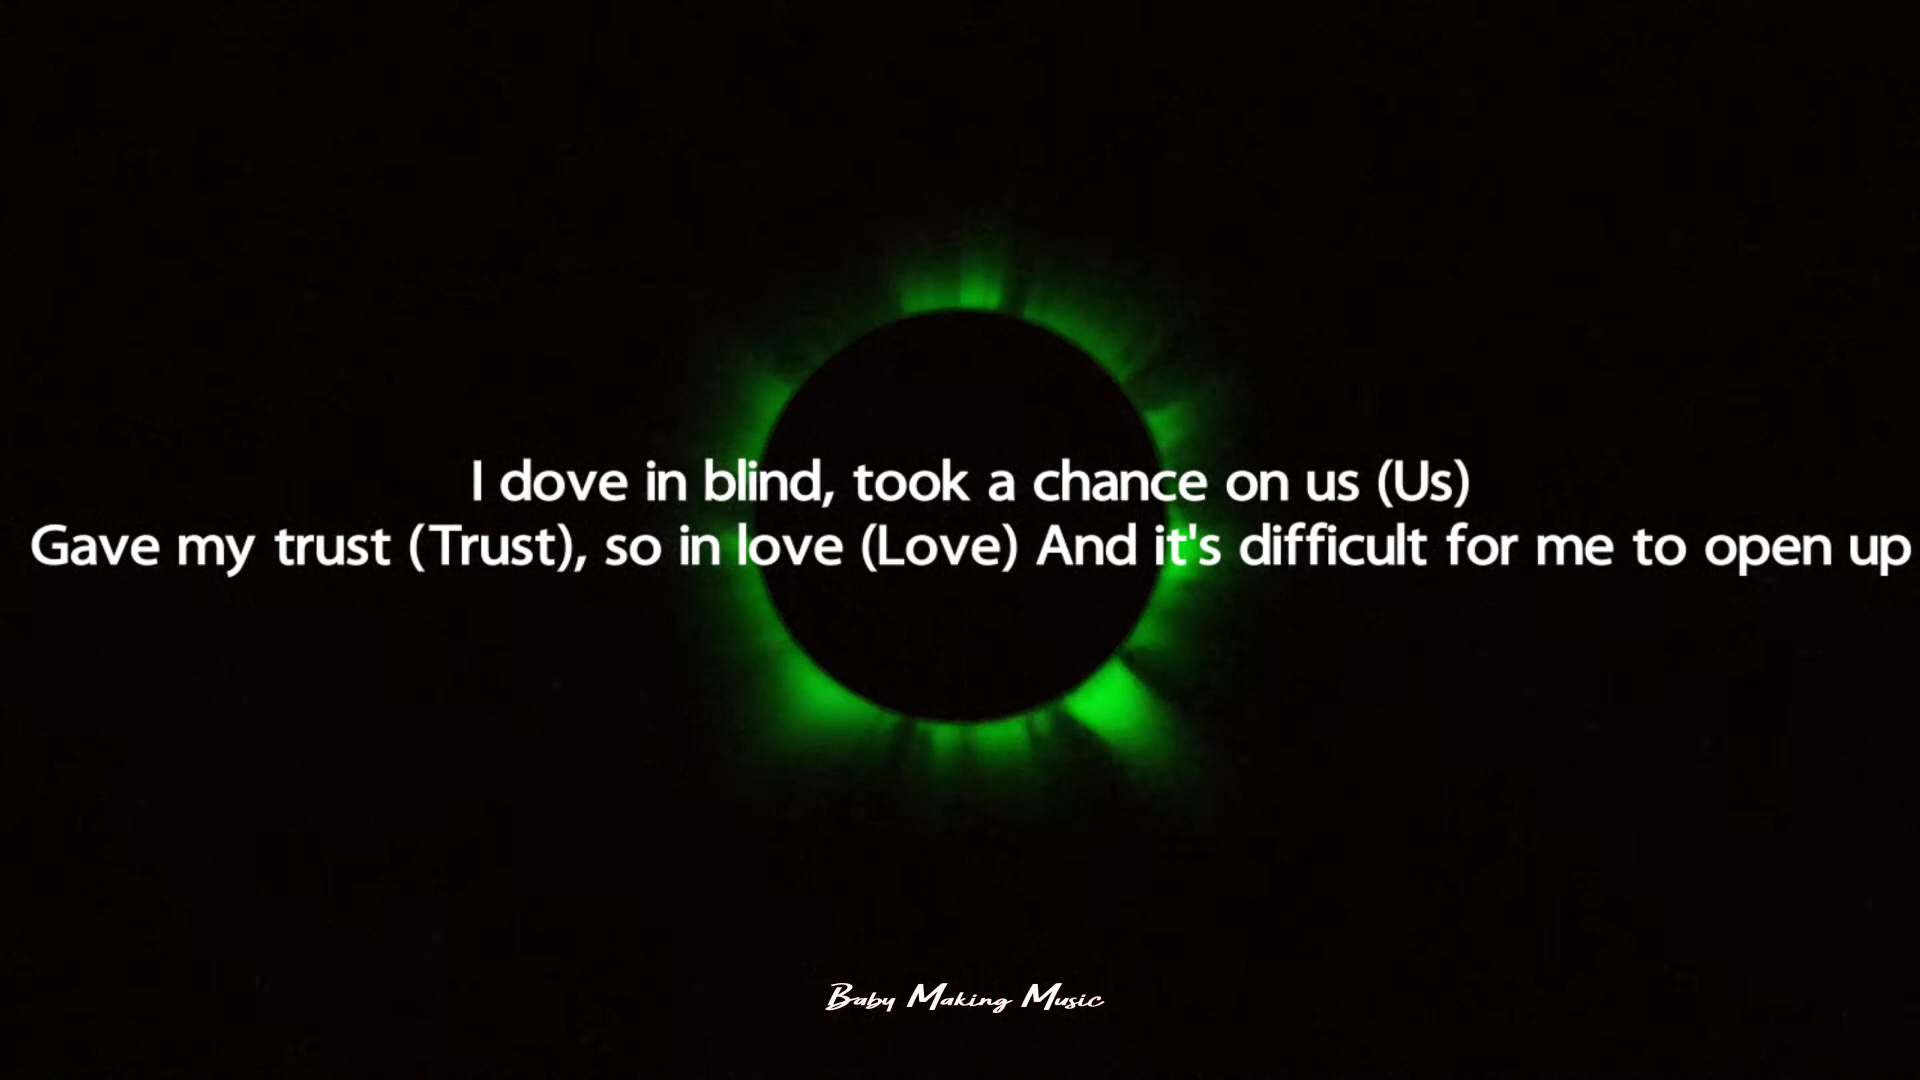 I dove in blind, took a chance on us (Us)
Gave my trust (Trust), so in love (Love) And it's difficult for me to open up
Baby Making Music